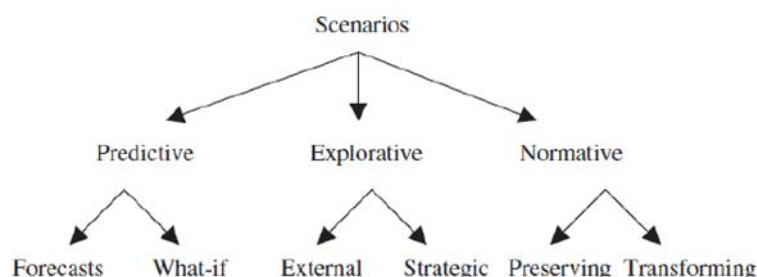 Scenarios
Predictive Explorative Normative
Forecasts What-if External Strategic Preserving Transforming